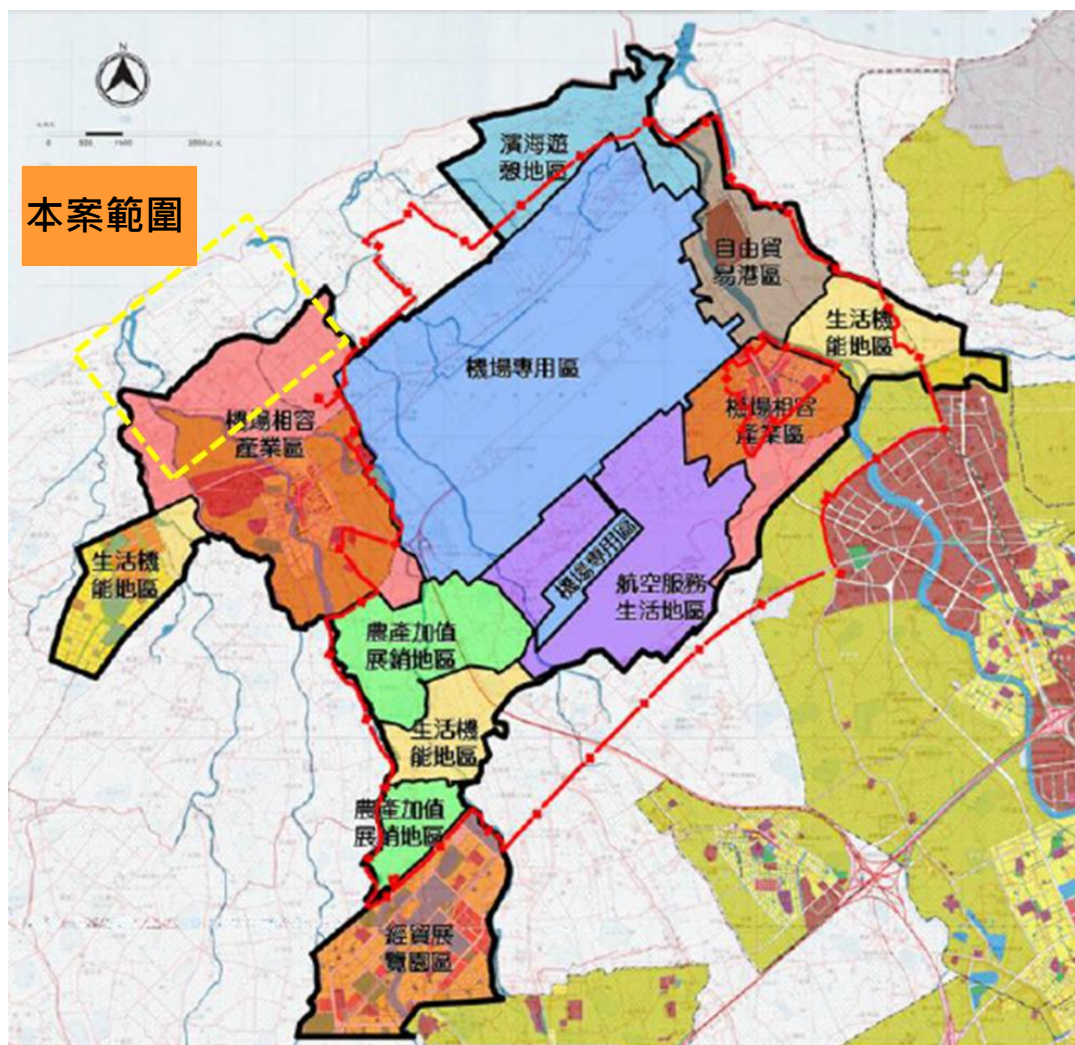 N
0
500
1000
濱海遊
憩地區
本案範圍
自由貿
易港區
生活機
能地區
機場專用區
機場相容
產業區
機場相容
產業區
生活機
能地區
機場專用區
航空服務
生活地區
農產加值
展銷地區
生活機
能地區
農產加值
展銷地區
經貿展
覽園區